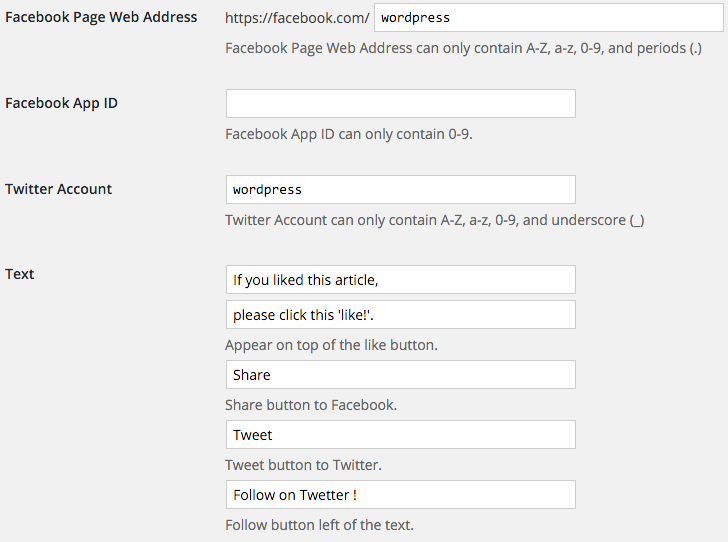 Facebook Page Web Address https://facebook.com/ wordpress
Facebook Page Web Address can only contain A-Z, a-z, 0-9, and periods (.)
Facebook App ID
Facebook App ID can only contain 0-9.
Twitter Account wordpress
Twitter Account can only contain A-Z, a-z, 0-9, and underscore (_)
Text If you liked this article,
please click this 'like!'.
Appear on top of the like button.
Share
Share button to Facebook.
Tweet
Tweet button to Twitter.
Follow on Twetter !
Follow button left of the text.